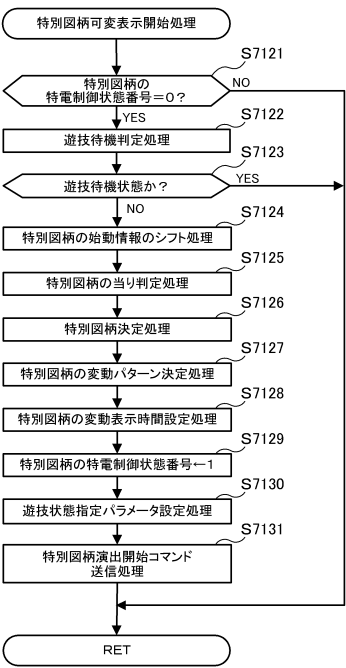 特別図柄可変表示開始処理
S7121
特別図柄の
特電制御状態番号=0?
NO
YES
S7122
遊技待機判定処理
S7123
遊技待機状態か?
YES
NO
S7124
特別図柄の始動情報のシフト処理
S7125
特別図柄の当り判定処理
S7126
特別図柄決定処理
S7127
特別図柄の変動パターン決定処理
S7128
特別図柄の変動表示時間設定処理
S7129
特別図柄の特電制御状態番号←1
S7130
遊技状態指定パラメータ設定処理
S7131
特別図柄演出開始コマンド
送信処理
RET